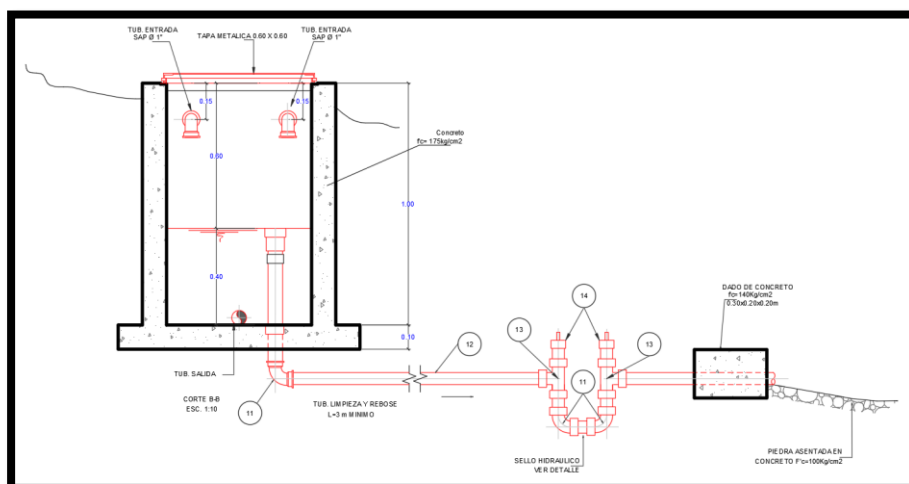 TUB. ENTRADA
SAP Ø 1"
TAPA METALICA 0.60 X 0.60
TUB. ENTRADA
SAP Ø 1"
0.15
0.15
Concreto
f'c= 175kg/cm2
0.60
1.00
0.40
0.10
TUB. SALIDA
CORTE B-B
ESC. 1:10
11
TUB. LIMPIEZA Y REBOSE
L=3 m MINIMO
12
13
14
13
11
SELLO HIDRAULICO
VER DETALLE
DADO DE CONCRETO
f'c=140Kg/cm2
0.30x0.20x0.20m
PIEDRA ASENTADA EN
CONCRETO F'c=100Kg/cm2